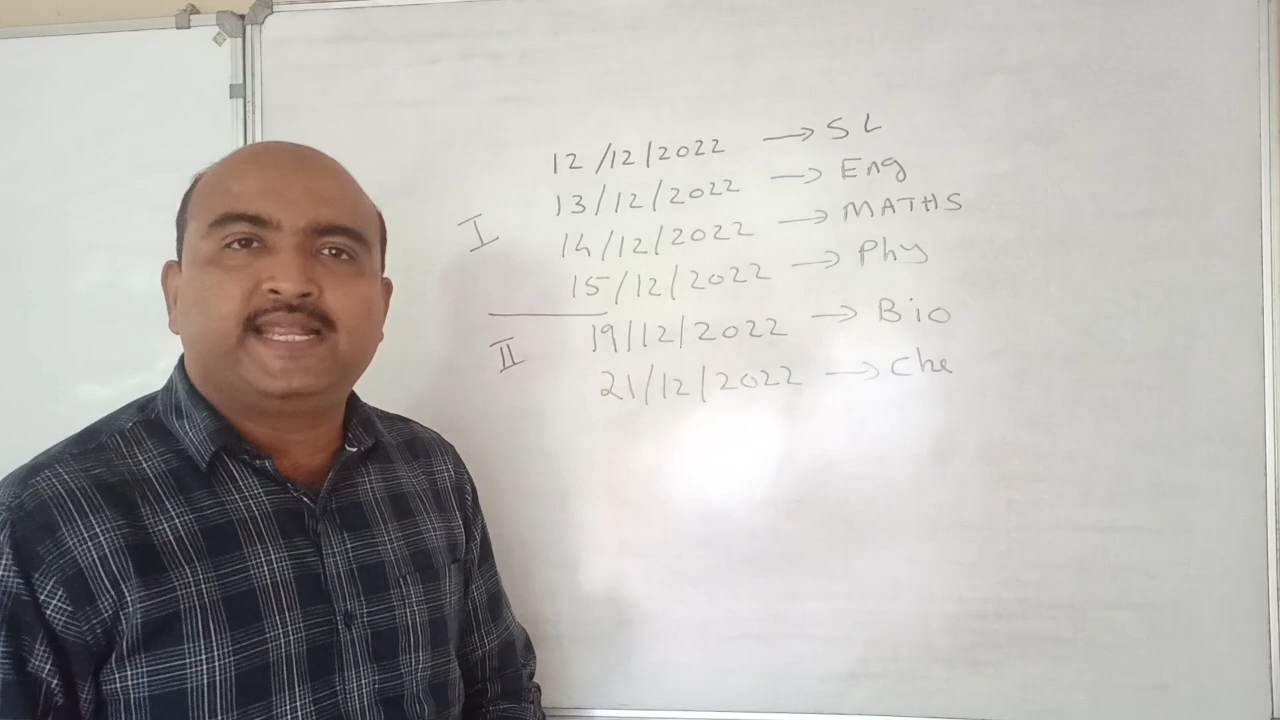 12/12/2022 → SL
13/12/2022 → Eng
I
14/12/2022 → MATHS
15/12/2022 → Phy
19/12/2022 → Bio
II
21/12/2022 → Che